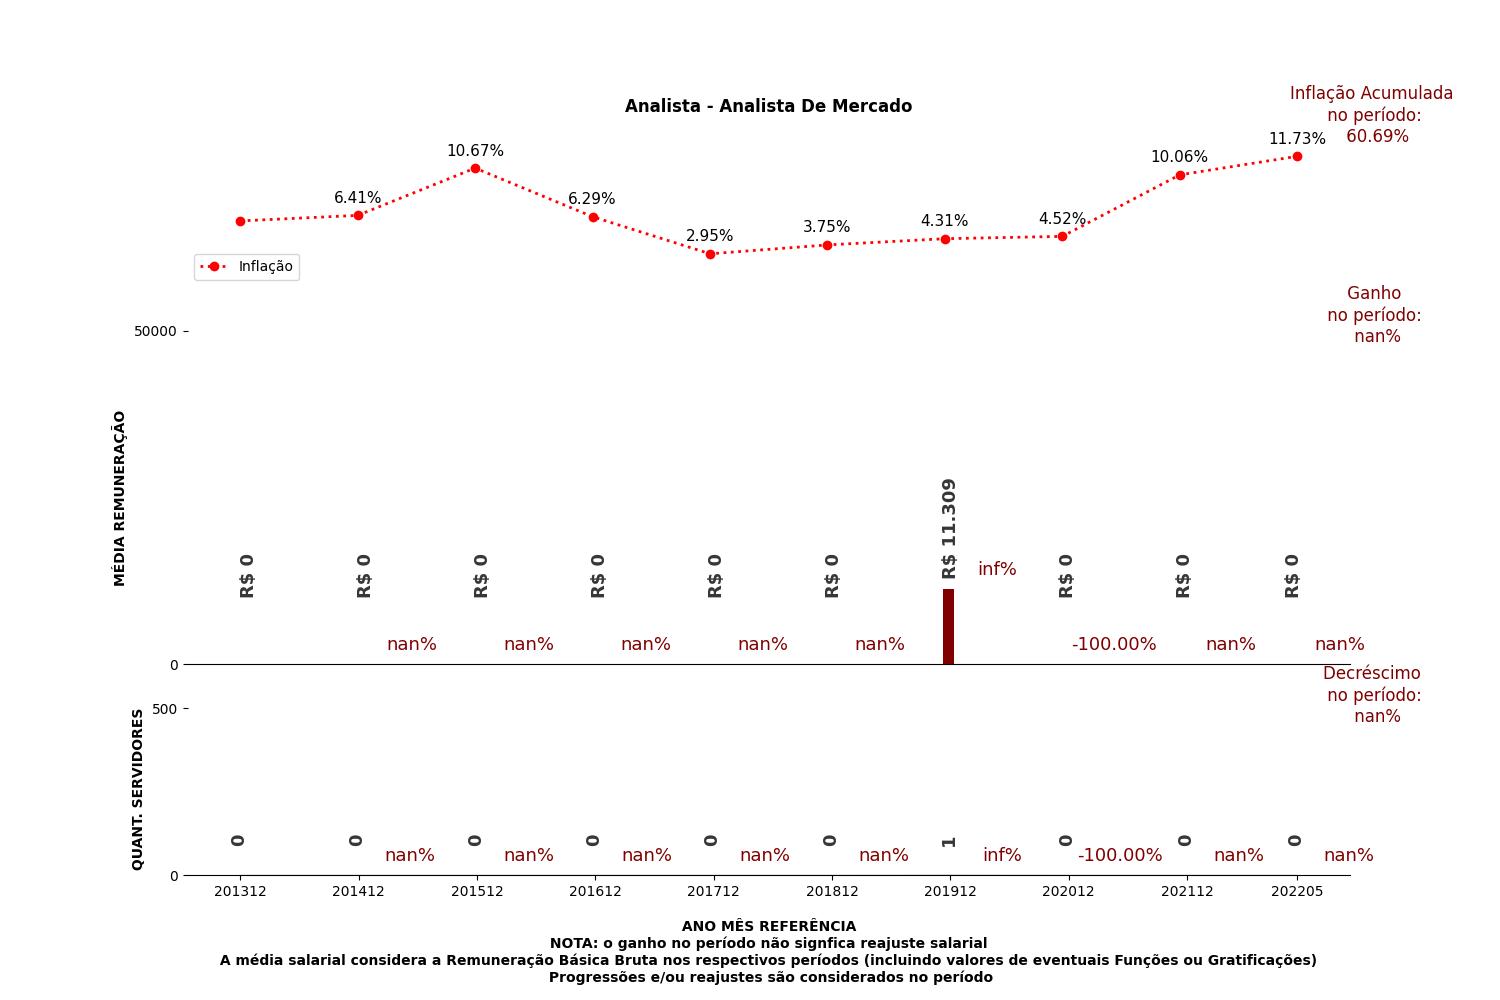 Analista - Analista De Mercado
Inflação Acumulada
no período:
60.69%
6.41%
10.67%
6.29%
2.95%
3.75%
4.31%
4.52%
10.06%
11.73%
Inflação
Ganho
no período:
nan%
MÉDIA REMUNERAÇÃO
50000
0
R$ 0
R$ 0
R$ 0
R$ 0
R$ 0
R$ 0
R$ 11.309
R$ 0
R$ 0
R$ 0
nan%
nan%
nan%
nan%
nan%
inf%
-100.00%
nan%
nan%
Decréscimo
no período:
nan%
QUANT. SERVIDORES
500
0
0
0
0
0
0
0
1
0
0
0
nan%
nan%
nan%
nan%
nan%
inf%
-100.00%
nan%
nan%
201312
201412
201512
201612
201712
201812
201912
202012
202112
202205
ANO MÊS REFERÊNCIA
NOTA: o ganho no período não signfica reajuste salarial
A média salarial considera a Remuneração Básica Bruta nos respectivos períodos (incluindo valores de eventuais Funções ou Gratificações)
Progressões e/ou reajustes são considerados no período